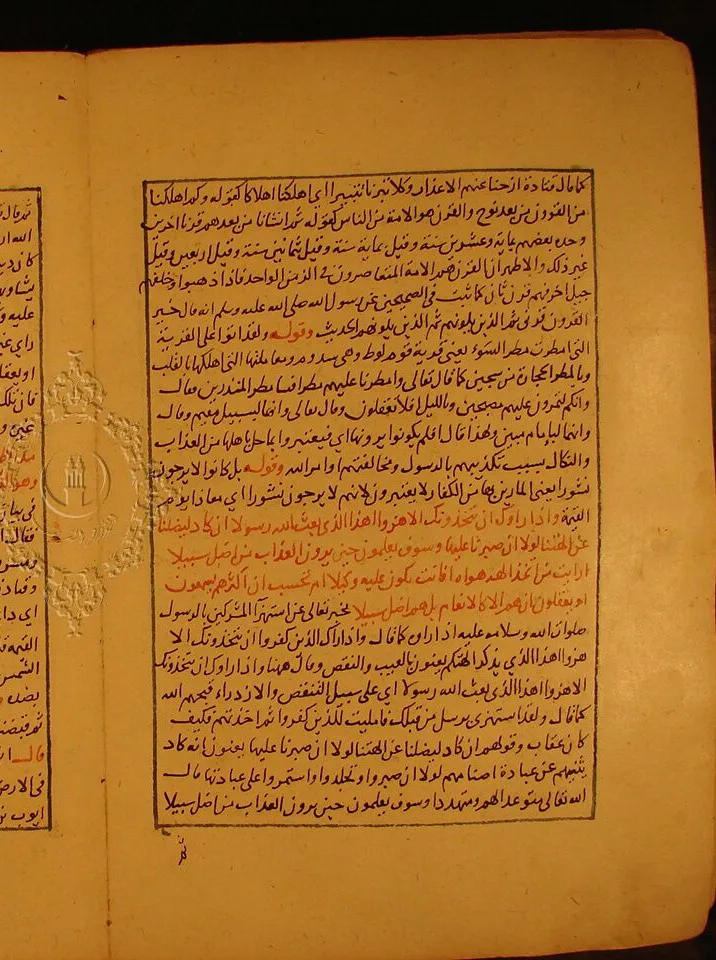 كما قال قتادة ازحنا عنهم الاعذار وكلا تبرنا تتبيرا اي اهلكنا اهلاكا كقوله وكم اهلكنا
من القرون من بعد نوح والقرن هو الامة من الناس كقوله ثم انشانا من بعدهم قرنا اخرين
وحده بعضهم بماية وعشرين سنة وقيل بماية سنة وقيل بثمانين سنة وقيل اربعين وقيل
غير ذلك والاظهر ان القرن هم الامة المتعاصرون في الزمن الواحد فاذا ذهبوا وخلفهم
جيل اخر فهم قرن ثان كما ثبت في الصحيحين عن رسول الله صلى الله عليه وسلم انه قال خير
القرون قرني ثم الذين يلونهم ثم الذين يلونهم الحديث وقوله ولقد اتوا على القرية
التي امطرت مطر السوء يعني قرية قوم لوط وهي سدوم ومعاملتها التي اهلكها بالقلب
وبالمطر الحجارة من سجين كما قال تعالى وامطرنا عليهم مطرا فسا مطر المنذرين وقال
وانكم لتمرون عليهم مصبحين وبالليل افلا تعقلون وقال تعالى وانها لبسبيل مقيم وقال
وانهما لبامام مبين ولهذا قال افلم يكونوا يرونها اي فيعتبروا بما حل باهلها من العذاب
والنكال بسبب تكذيبهم بالرسول ومخالفتهم اوامر الله وقوله بل كانوا لا يرجون
نشورا يعني المارين بها من الكفار لا يعتبرون لانهم لا يرجون نشورا اي معادا يوم
القيمة واذا راوك ان يتخذونك الا هزوا اهذا الذي بعث الله رسولا ان كاد ليضلنا
عن الهتنا لولا ان صبرنا عليها وسوف يعلمون حين يرون العذاب من اضل سبيلا
ارايت من اتخذ الهه هواه افانت تكون عليه وكيلا ام تحسب ان اكثرهم يسمعون
او يعقلون ان هم الا كالانعام بل هم اضل سبيلا يخبر تعالى عن استهزا المشركين بالرسول
صلوات الله وسلامه عليه اذا راوه كما قال واذا راك الذين كفروا ان يتخذونك الا
هزوا اهذا الذي يذكر الهتكم يعنون بالعيب والنقص وقال ههنا واذا راوك ان يتخذونك
الا هزوا اهذا الذي بعث الله رسولا اي على سبيل التنقص والازدراء قبحهم الله
كما قال ولقد استهزي برسل من قبلك فامليت للذين كفروا ثم اخذتهم فكيف
كان عقاب وقولهم ان كاد ليضلنا عن الهتنا لولا ان صبرنا عليها يعنون انه كاد
يثنيهم عن عبادة اصنامهم لولا ان صبروا وتجلدوا واستمروا على عبادتها قال
الله تعالى متوعدا لهم ومتهددا وسوف يعلمون حين يرون العذاب من اضل سبيلا